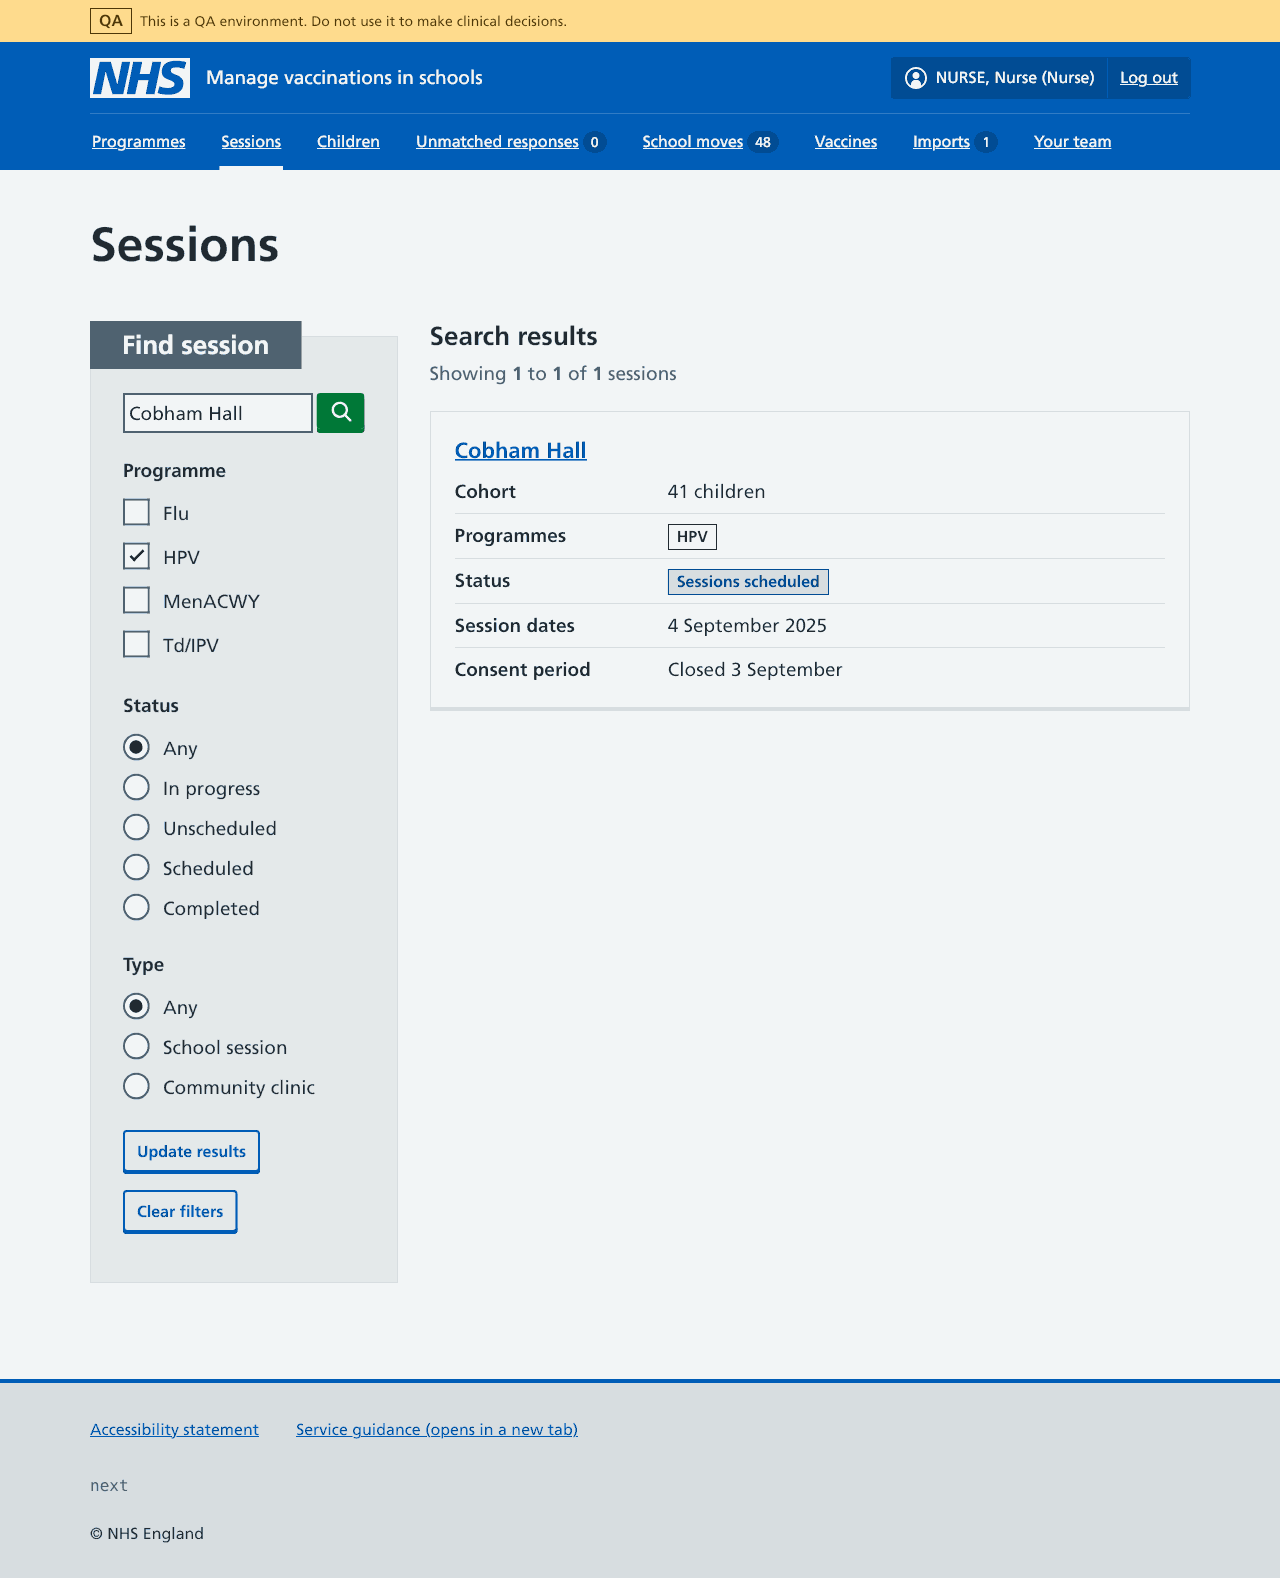 QA This is a QA environment. Do not use it to make clinical decisions.
NHS Manage vaccinations in schools NURSE, Nurse (Nurse) Log out
Programmes Sessions Children Unmatched responses 0 School moves 48 Vaccines Imports 1 Your team
Sessions
Find session
Cobham Hall
Programme
Flu
HPV
MenACWY
Td/IPV
Status
Any
In progress
Unscheduled
Scheduled
Completed
Type
Any
School session
Community clinic
Update results
Clear filters
Search results
Showing 1 to 1 of 1 sessions
Cobham Hall
Cohort 41 children
Programmes HPV
Status Sessions scheduled
Session dates 4 September 2025
Consent period Closed 3 September
Accessibility statement Service guidance (opens in a new tab)
next
© NHS England